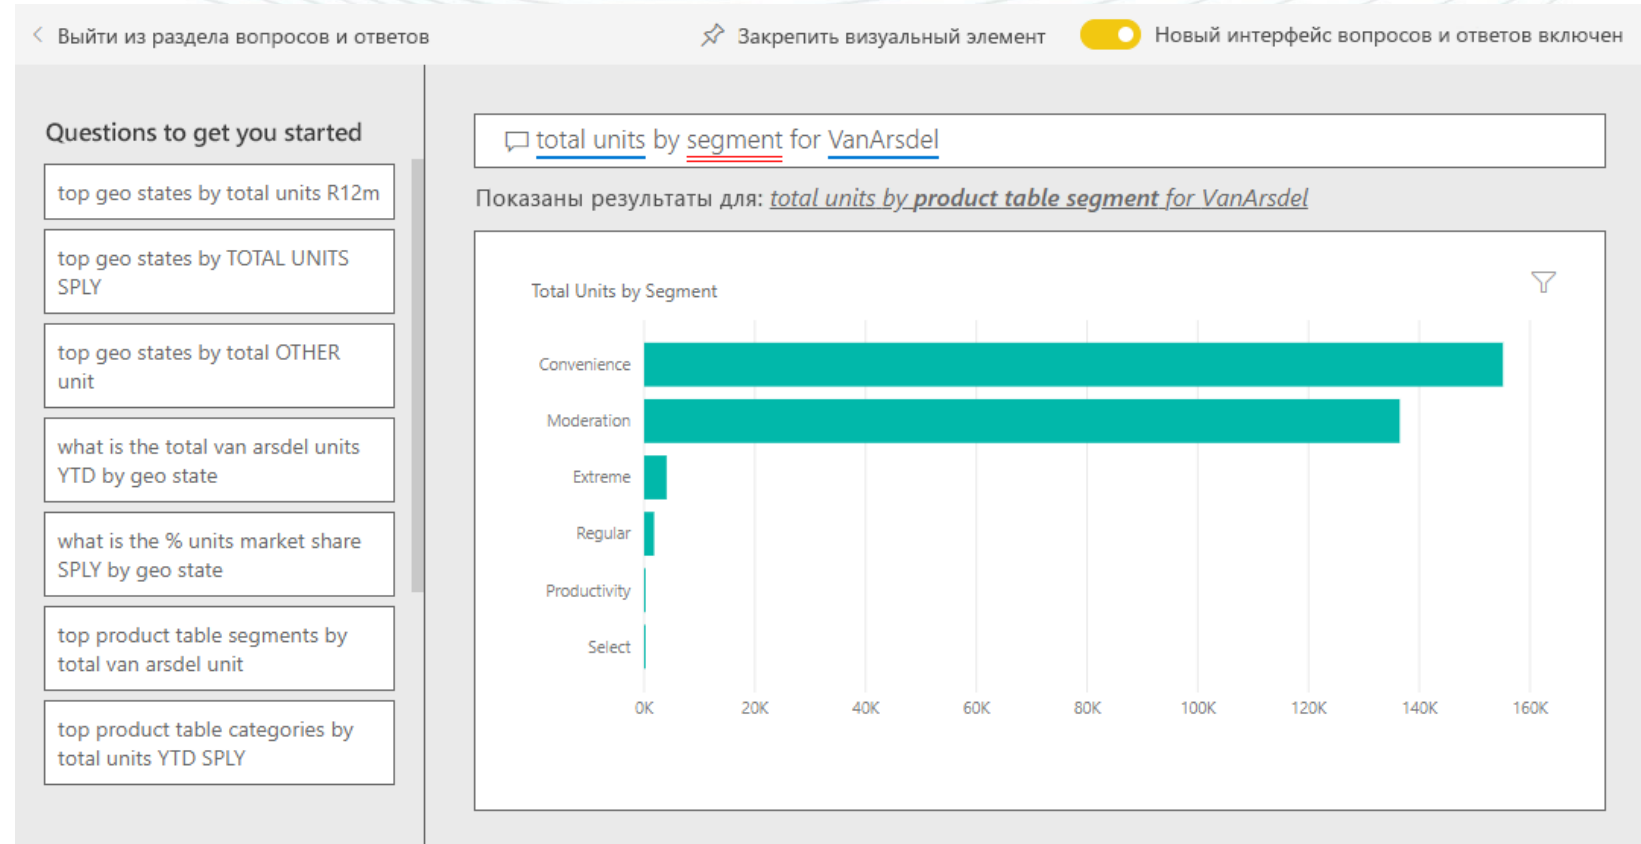 Выйти из раздела вопросов и ответов
Закрепить визуальный элемент
Новый интерфейс вопросов и ответов включен
Questions to get you started
top geo states by total units R12m
top geo states by TOTAL UNITS
SPLY
top geo states by total OTHER
unit
what is the total van arsdel units
YTD by geo state
what is the % units market share
SPLY by geo state
top product table segments by
total van arsdel unit
top product table categories by
total units YTD SPLY
total units by segment for VanArsdel
Показаны результаты для: total units by product table segment for VanArsdel
Total Units by Segment
Convenience
Moderation
Extreme
Regular
Productivity
Select
0K 20K 40K 60K 80K 100K 120K 140K 160K